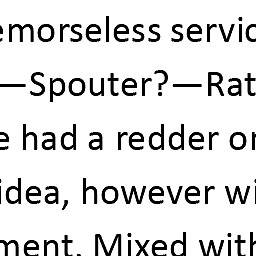 emorseless servic
—Spouter?—Rat
e had a redder or
idea, however wi
ment. Mixed with